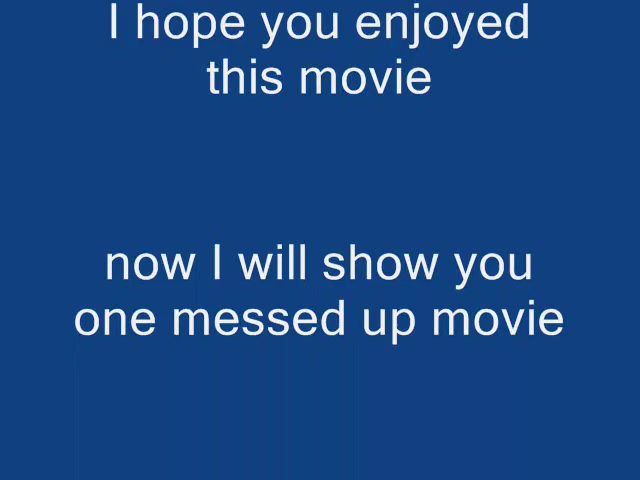 I hope you enjoyed
this movie
now I will show you
one messed up movie